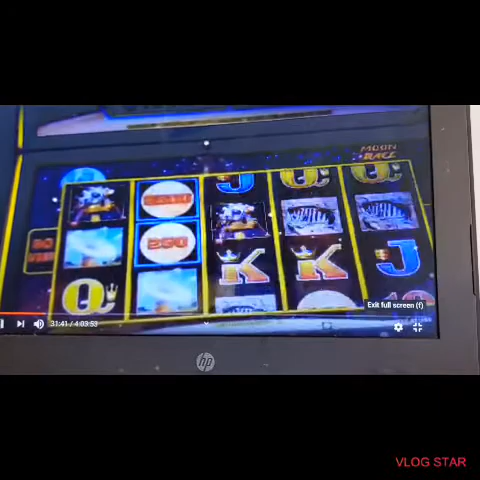 MOON
RACE
J
Q
Q
250
K
K
J
Q
Exit full screen (f)
31:41 / 4:03:53
hp
VLOG STAR